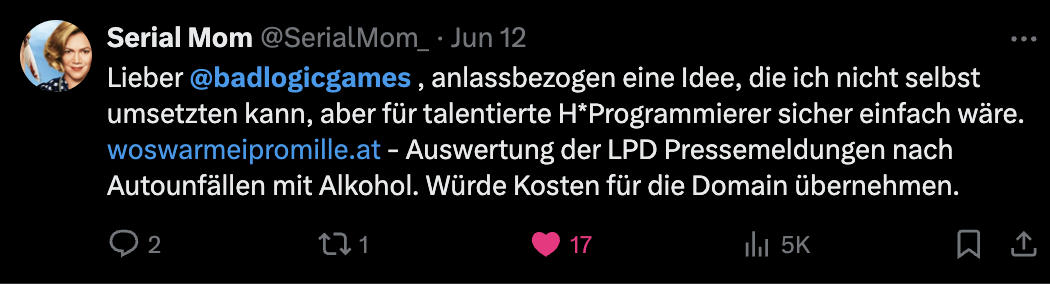 Serial Mom @SerialMom_ · Jun 12
Lieber @badlogicgames , anlassbezogen eine Idee, die ich nicht selbst
umsetzten kann, aber für talentierte H*Programmierer sicher einfach wäre.
woswarmeipromille.at - Auswertung der LPD Pressemeldungen nach
Autounfällen mit Alkohol. Würde Kosten für die Domain übernehmen.
2 1 17 5K